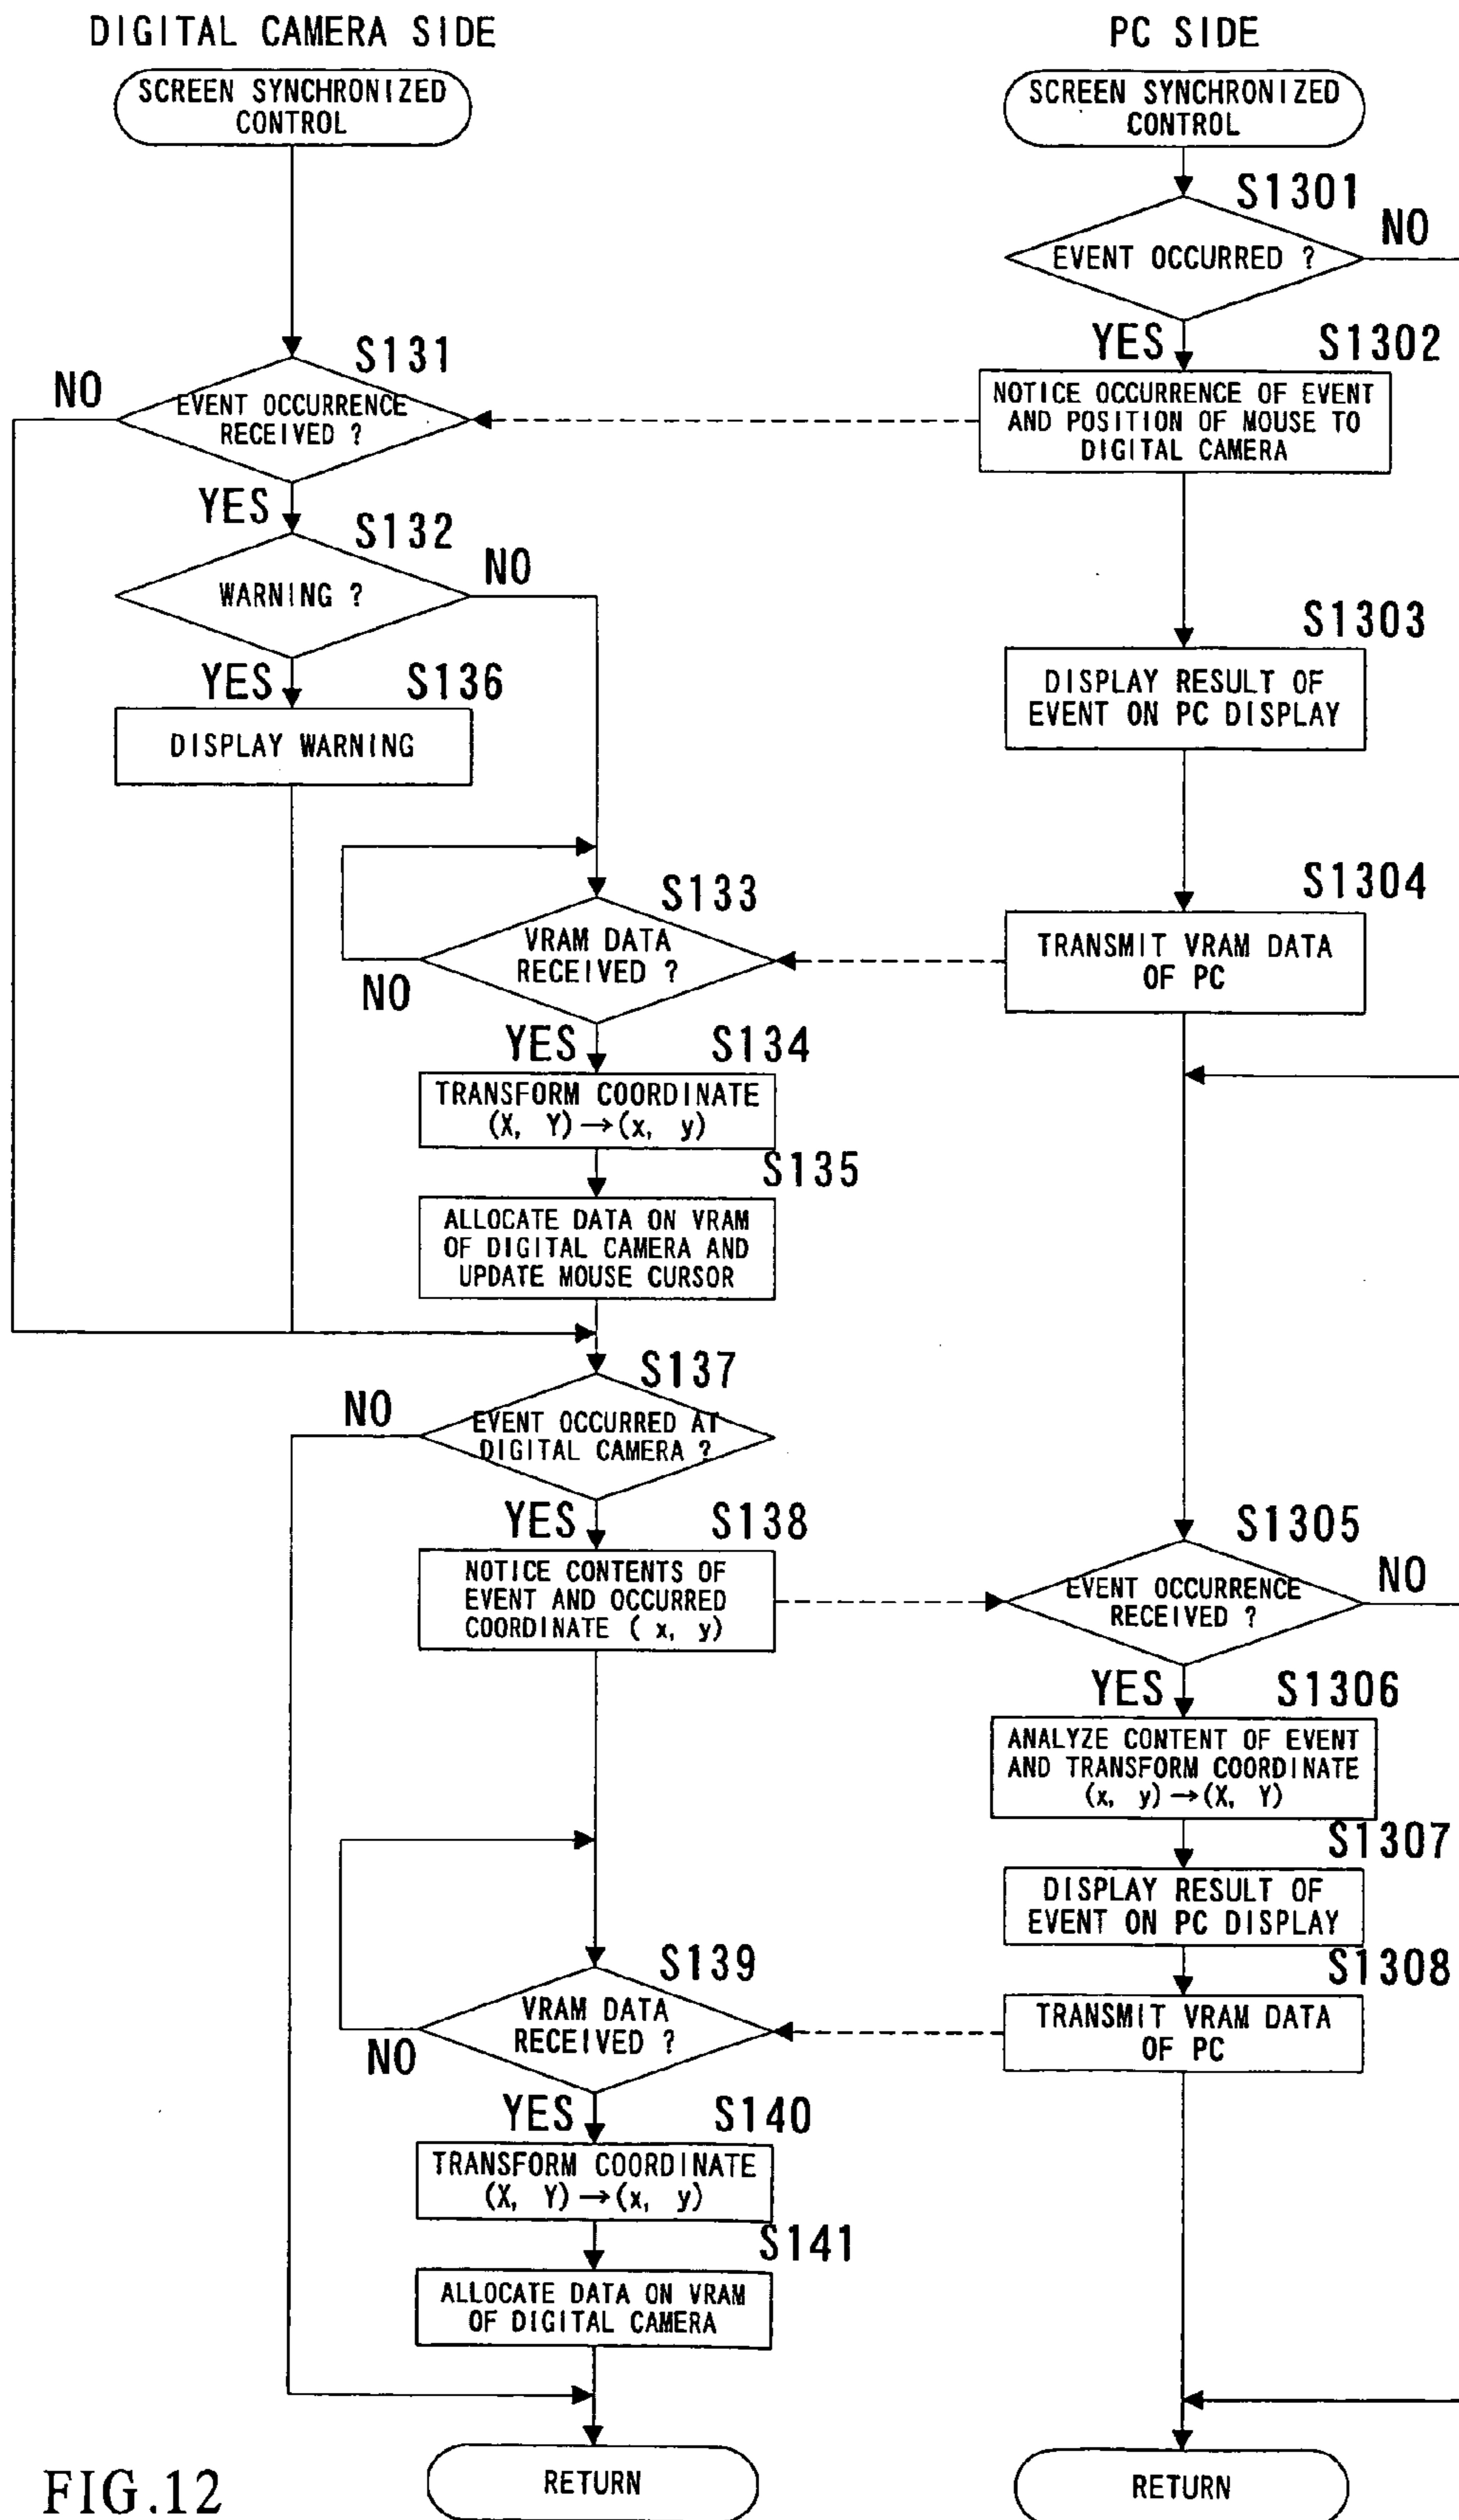 DIGITAL CAMERA SIDE
SCREEN SYNCHRONIZED
CONTROL
S131
EVENT OCCURRENCE
RECEIVED ?
NO
YES
S132
WARNING ?
NO
YES
S136
DISPLAY WARNING
S133
VRAM DATA
RECEIVED ?
NO
YES
S134
TRANSFORM COORDINATE
(X, Y)→(x, y)
S135
ALLOCATE DATA ON VRAM
OF DIGITAL CAMERA AND
UPDATE MOUSE CURSOR
S137
EVENT OCCURRED AT
DIGITAL CAMERA ?
NO
YES
S138
NOTICE CONTENTS OF
EVENT AND OCCURRED
COORDINATE ( x, y)
S139
VRAM DATA
RECEIVED ?
NO
YES
S140
TRANSFORM COORDINATE
(X, Y)→(x, y)
S141
ALLOCATE DATA ON VRAM
OF DIGITAL CAMERA
RETURN
PC SIDE
SCREEN SYNCHRONIZED
CONTROL
S1301
EVENT OCCURRED ?
NO
YES
S1302
NOTICE OCCURRENCE OF EVENT
AND POSITION OF MOUSE TO
DIGITAL CAMERA
S1303
DISPLAY RESULT OF
EVENT ON PC DISPLAY
S1304
TRANSMIT VRAM DATA
OF PC
S1305
EVENT OCCURRENCE
RECEIVED ?
NO
YES
S1306
ANALYZE CONTENT OF EVENT
AND TRANSFORM COORDINATE
(x, y)→(X, Y)
S1307
DISPLAY RESULT OF
EVENT ON PC DISPLAY
S1308
TRANSMIT VRAM DATA
OF PC
RETURN
FIG.12